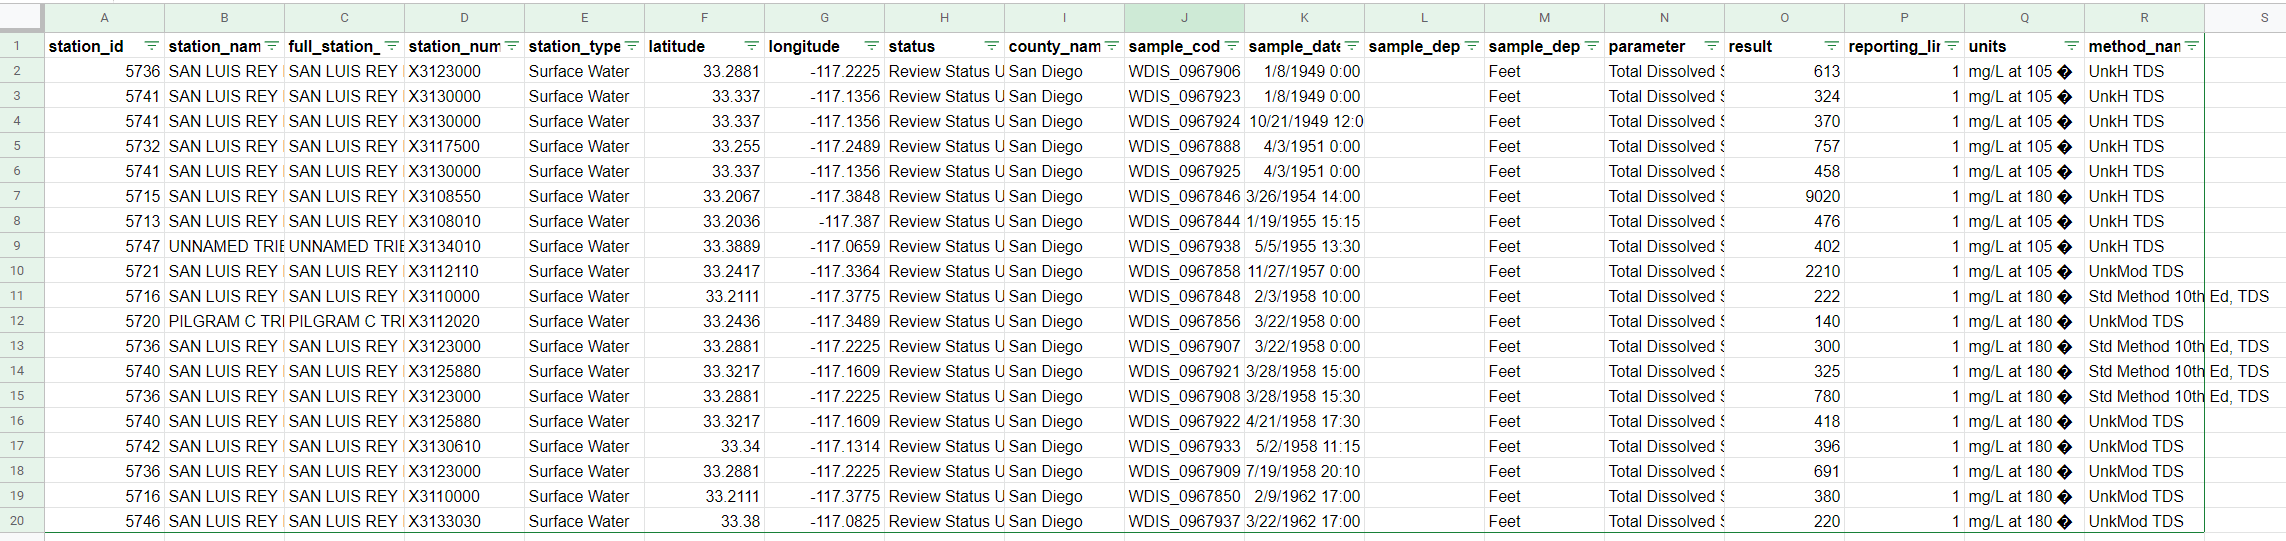 A B C D E F G H I J K L M N O P Q R S
1 station_id station_nam full_station_ station_num station_type latitude longitude status county_nam sample_cod sample_date sample_dep sample_dep parameter result reporting_lir units method_nan
2 5736 SAN LUIS REY SAN LUIS REY X3123000 Surface Water 33.2881 -117.2225 Review Status U San Diego WDIS_0967906 1/8/1949 0:00 Feet Total Dissolved S 613 1 mg/L at 105 � UnkH TDS
3 5741 SAN LUIS REY SAN LUIS REY X3130000 Surface Water 33.337 -117.1356 Review Status U San Diego WDIS_0967923 1/8/1949 0:00 Feet Total Dissolved S 324 1 mg/L at 105 � UnkH TDS
4 5741 SAN LUIS REY SAN LUIS REY X3130000 Surface Water 33.337 -117.1356 Review Status U San Diego WDIS_0967924 10/21/1949 12:0 Feet Total Dissolved S 370 1 mg/L at 105 � UnkH TDS
5 5732 SAN LUIS REY SAN LUIS REY X3117500 Surface Water 33.255 -117.2489 Review Status U San Diego WDIS_0967888 4/3/1951 0:00 Feet Total Dissolved S 757 1 mg/L at 105 � UnkH TDS
6 5741 SAN LUIS REY SAN LUIS REY X3130000 Surface Water 33.337 -117.1356 Review Status U San Diego WDIS_0967925 4/3/1951 0:00 Feet Total Dissolved S 458 1 mg/L at 105 � UnkH TDS
7 5715 SAN LUIS REY SAN LUIS REY X3108550 Surface Water 33.2067 -117.3848 Review Status U San Diego WDIS_0967846 3/26/1954 14:00 Feet Total Dissolved S 9020 1 mg/L at 180 � UnkH TDS
8 5713 SAN LUIS REY SAN LUIS REY X3108010 Surface Water 33.2036 -117.387 Review Status U San Diego WDIS_0967844 1/19/1955 15:15 Feet Total Dissolved S 476 1 mg/L at 105 � UnkH TDS
9 5747 UNNAMED TRIE UNNAMED TRIE X3134010 Surface Water 33.3889 -117.0659 Review Status U San Diego WDIS_0967938 5/5/1955 13:30 Feet Total Dissolved S 402 1 mg/L at 105 � UnkH TDS
10 5721 SAN LUIS REY SAN LUIS REY X3112110 Surface Water 33.2417 -117.3364 Review Status U San Diego WDIS_0967858 11/27/1957 0:00 Feet Total Dissolved S 2210 1 mg/L at 105 � UnkMod TDS
11 5716 SAN LUIS REY SAN LUIS REY X3110000 Surface Water 33.2111 -117.3775 Review Status U San Diego WDIS_0967848 2/3/1958 10:00 Feet Total Dissolved S 222 1 mg/L at 180 � Std Method 10th Ed, TDS
12 5720 PILGRAM C TRI PILGRAM C TRI X3112020 Surface Water 33.2436 -117.3489 Review Status U San Diego WDIS_0967856 3/22/1958 0:00 Feet Total Dissolved S 140 1 mg/L at 180 � UnkMod TDS
13 5736 SAN LUIS REY SAN LUIS REY X3123000 Surface Water 33.2881 -117.2225 Review Status U San Diego WDIS_0967907 3/22/1958 0:00 Feet Total Dissolved S 300 1 mg/L at 180 � Std Method 10th Ed, TDS
14 5740 SAN LUIS REY SAN LUIS REY X3125880 Surface Water 33.3217 -117.1609 Review Status U San Diego WDIS_0967921 3/28/1958 15:00 Feet Total Dissolved S 325 1 mg/L at 180 � Std Method 10th Ed, TDS
15 5736 SAN LUIS REY SAN LUIS REY X3123000 Surface Water 33.2881 -117.2225 Review Status U San Diego WDIS_0967908 3/28/1958 15:30 Feet Total Dissolved S 780 1 mg/L at 180 � Std Method 10th Ed, TDS
16 5740 SAN LUIS REY SAN LUIS REY X3125880 Surface Water 33.3217 -117.1609 Review Status U San Diego WDIS_0967922 4/21/1958 17:30 Feet Total Dissolved S 418 1 mg/L at 180 � UnkMod TDS
17 5742 SAN LUIS REY SAN LUIS REY X3130610 Surface Water 33.34 -117.1314 Review Status U San Diego WDIS_0967933 5/2/1958 11:15 Feet Total Dissolved S 396 1 mg/L at 180 � UnkMod TDS
18 5736 SAN LUIS REY SAN LUIS REY X3123000 Surface Water 33.2881 -117.2225 Review Status U San Diego WDIS_0967909 7/19/1958 20:10 Feet Total Dissolved S 691 1 mg/L at 180 � UnkMod TDS
19 5716 SAN LUIS REY SAN LUIS REY X3110000 Surface Water 33.2111 -117.3775 Review Status U San Diego WDIS_0967850 2/9/1962 17:00 Feet Total Dissolved S 380 1 mg/L at 180 � UnkMod TDS
20 5746 SAN LUIS REY SAN LUIS REY X3133030 Surface Water 33.38 -117.0825 Review Status U San Diego WDIS_0967937 3/22/1962 17:00 Feet Total Dissolved S 220 1 mg/L at 180 � UnkMod TDS